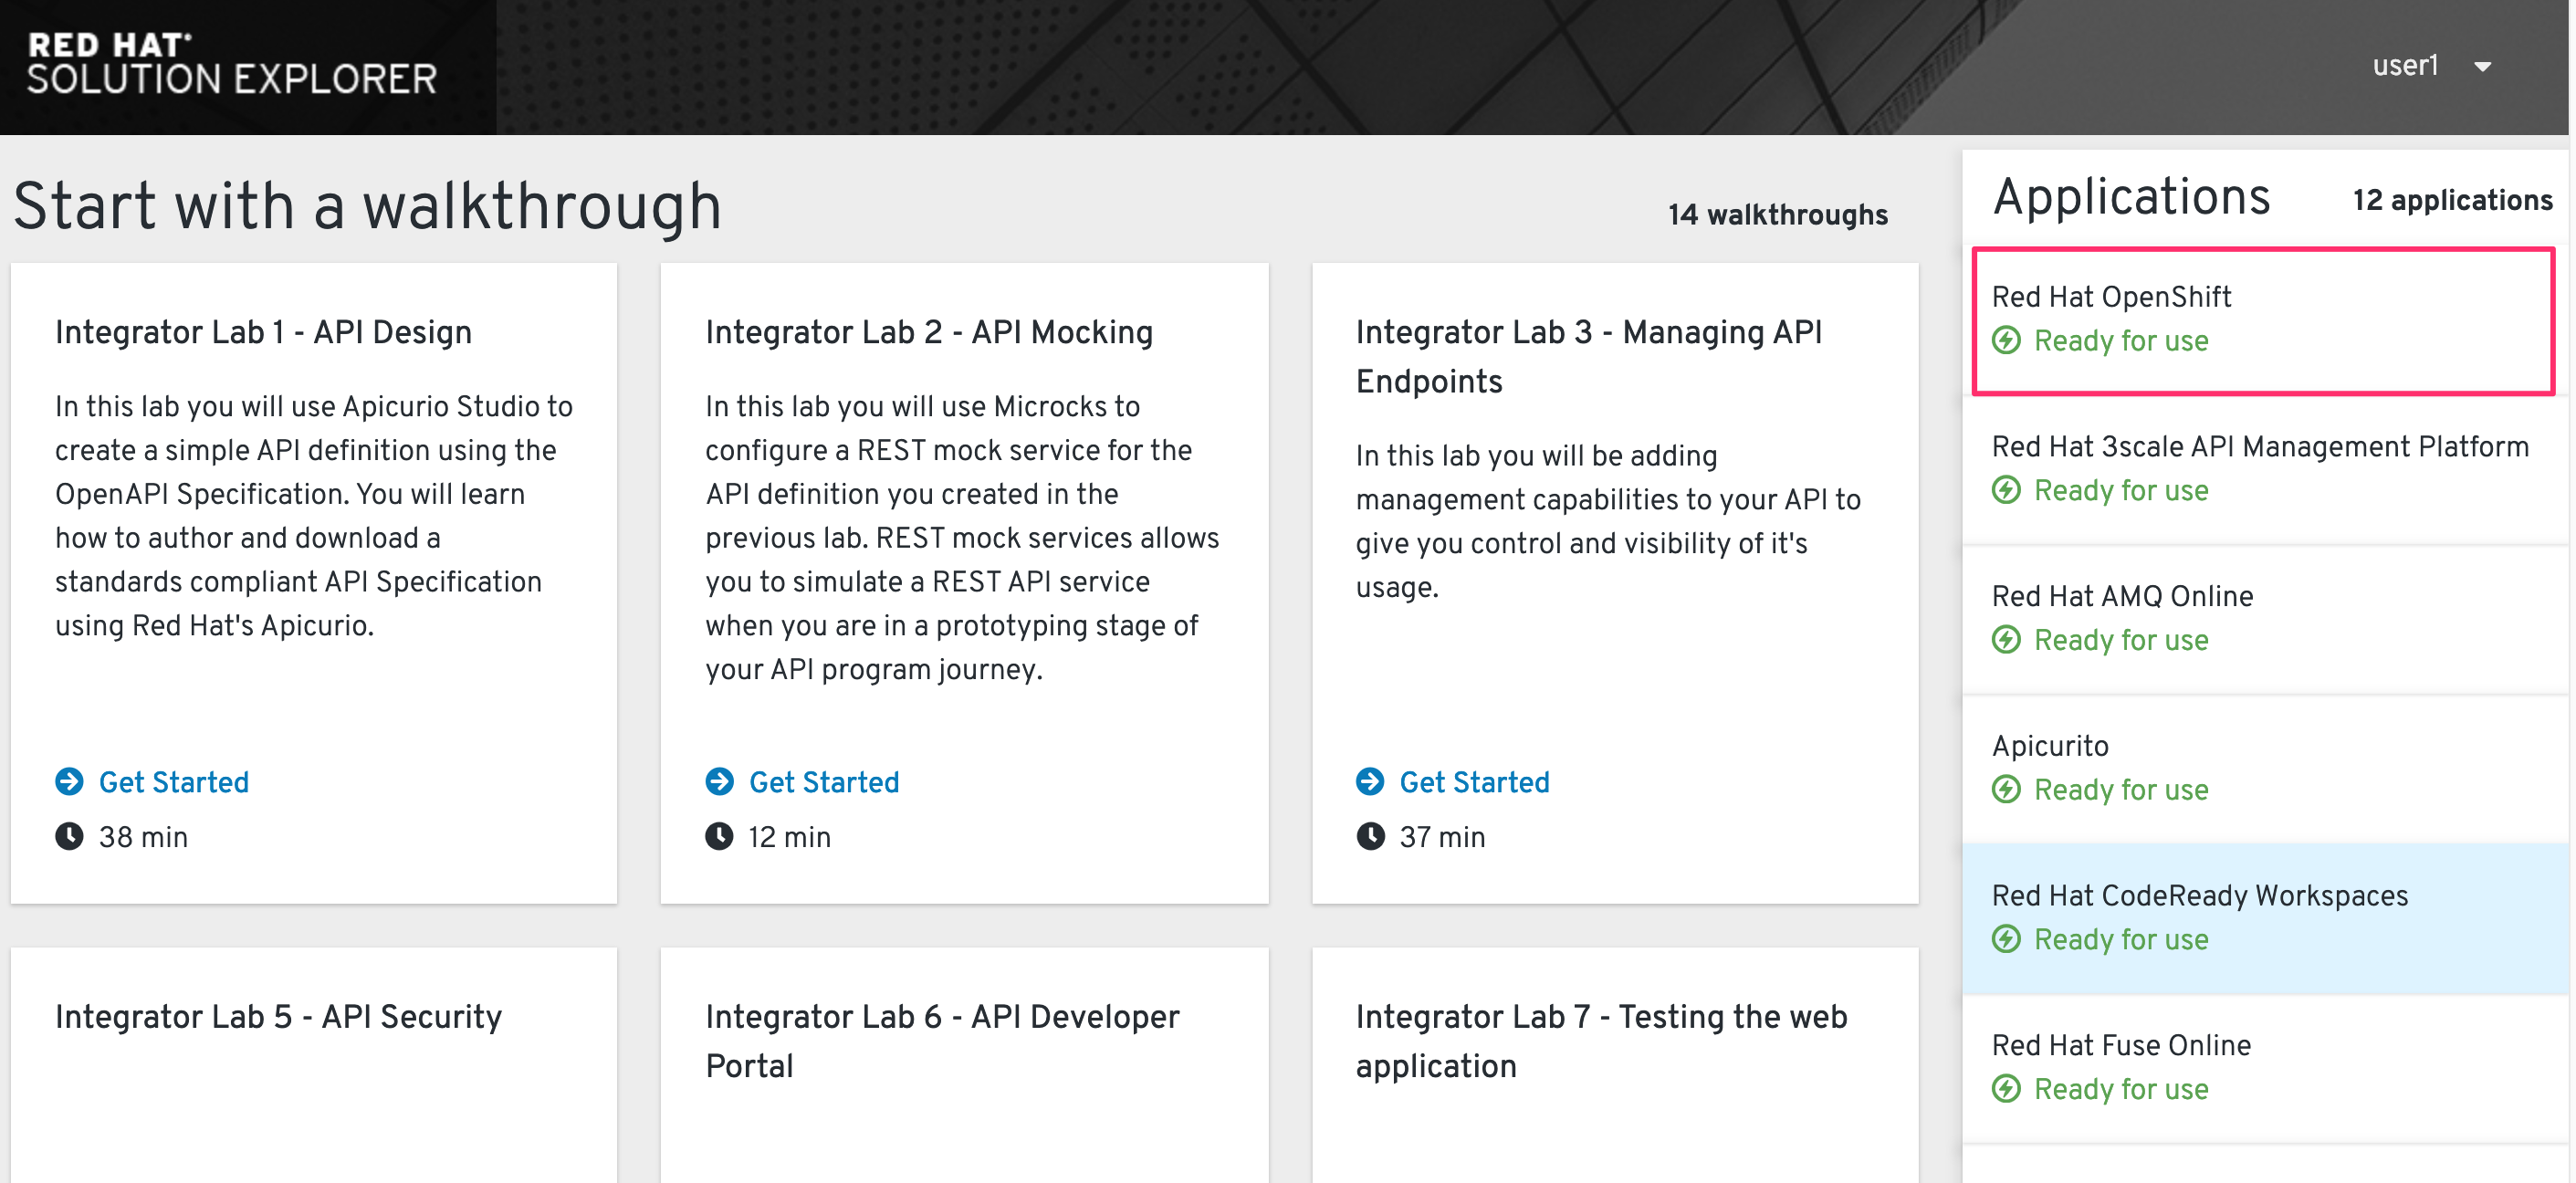 RED HAT®
SOLUTION EXPLORER
user1
Start with a walkthrough
14 walkthroughs
Integrator Lab 1 - API Design
In this lab you will use Apicurio Studio to
create a simple API definition using the
OpenAPI Specification. You will learn
how to author and download a
standards compliant API Specification
using Red Hat's Apicurio.
Get Started
38 min
Integrator Lab 2 - API Mocking
In this lab you will use Microcks to
configure a REST mock service for the
API definition you created in the
previous lab. REST mock services allows
you to simulate a REST API service
when you are in a prototyping stage of
your API program journey.
Get Started
12 min
Integrator Lab 3 - Managing API
Endpoints
In this lab you will be adding
management capabilities to your API to
give you control and visibility of it's
usage.
Get Started
37 min
Integrator Lab 5 - API Security
Integrator Lab 6 - API Developer
Portal
Integrator Lab 7 - Testing the web
application
Applications
12 applications
Red Hat OpenShift
Ready for use
Red Hat 3scale API Management Platform
Ready for use
Red Hat AMQ Online
Ready for use
Apicurito
Ready for use
Red Hat CodeReady Workspaces
Ready for use
Red Hat Fuse Online
Ready for use